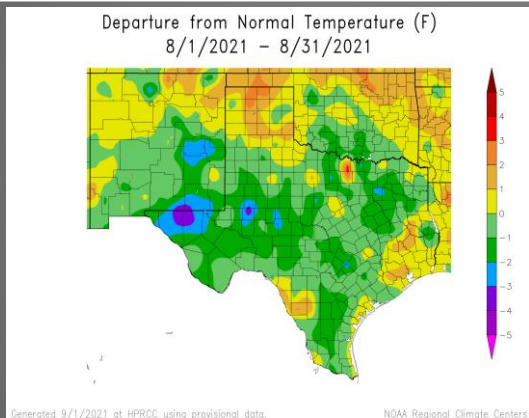 Departure from Normal Temperature (F)
8/1/2021 – 8/31/2021
5
4
3
2
1
0
−1
−2
−3
−4
−5
Generated 9/1/2021 at HPRCC using provisional data.
NOAA Regional Climate Centers